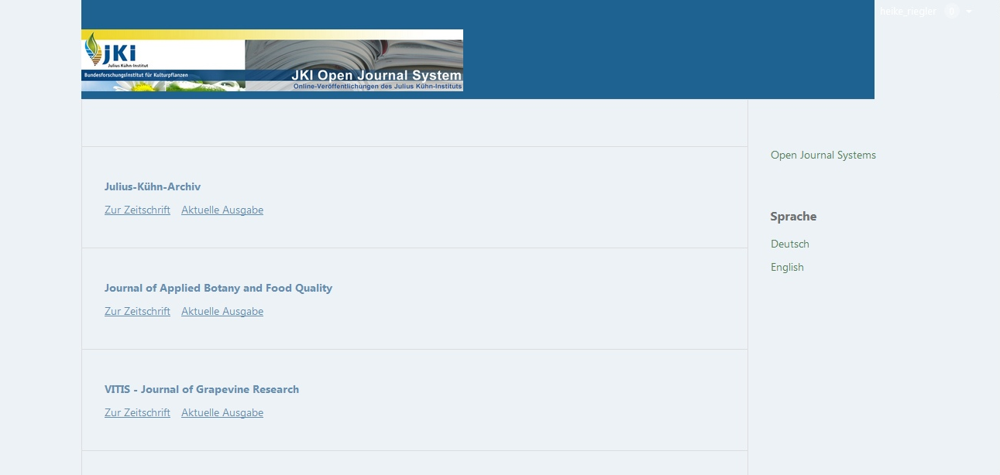 heike_ziegler 0
JKI
Julius Kühn-Institut
Bundesforschungsinstitut für Kulturpflanzen
JKI Open Journal System
Online-Veröffentlichungen des Julius Kühn-Instituts
Open Journal Systems
Julius-Kühn-Archiv
Zur Zeitschrift Aktuelle Ausgabe
Sprache
Deutsch
English
Journal of Applied Botany and Food Quality
Zur Zeitschrift Aktuelle Ausgabe
VITIS - Journal of Grapevine Research
Zur Zeitschrift Aktuelle Ausgabe